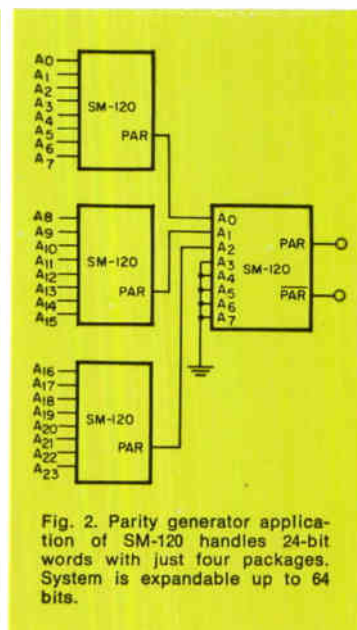 A0
A1
A2
A3
A4
A5
A6
A7
SM-120
PAR
A8
A9
A10
A11
A12
A13
A14
A15
SM-120
PAR
A16
A17
A18
A19
A20
A21
A22
A23
SM-120
PAR
A0
A1
A2
A3
A4
A5
A6
A7
PAR
SM-120
PAR
Fig. 2. Parity generator applica-
tion of SM-120 handles 24-bit
words with just four packages.
System is expandable up to 64
bits.